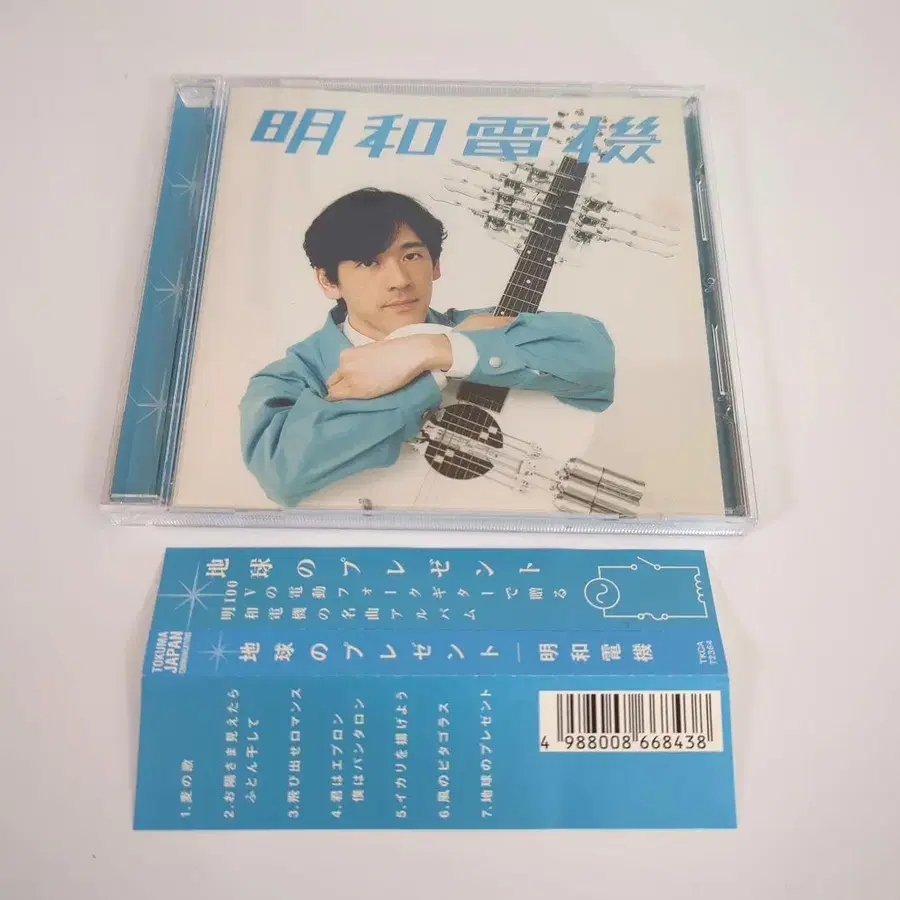 明和電機
地球のプレゼント
100Vの電動フォークギターで贈る
明和電機の名曲アルバム
TOKUMA
JAPAN
COMMUNICATIONS
地球のプレゼント
明和電機
TKCA
72364
1.麦の歌
2.お陽さま見えたら
ふとん干して
3.飛び出せロマンス
4.君はエプロン
僕はパンタロン
5.イカリを揚げよう
6.風のピタゴラス
7.地球のプレゼント
4 988008 668438